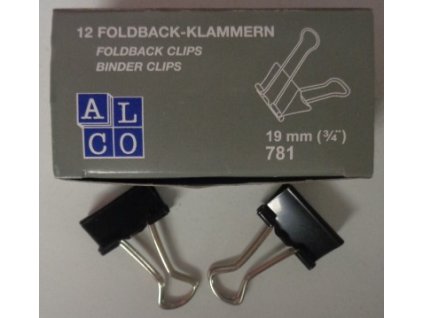 12 FOLDBACK-KLAMMERN
FOLDBACK CLIPS
BINDER CLIPS
AL
CO
19 mm (¾")
781